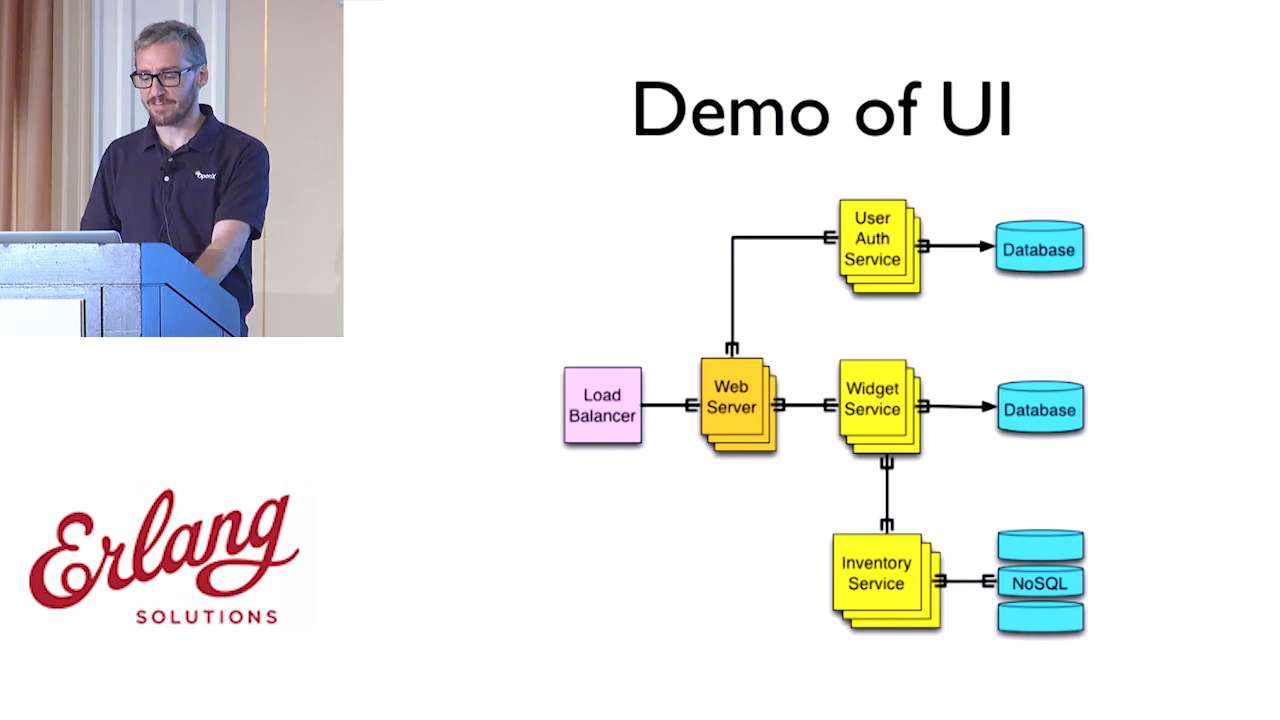 Demo of UI
OpenX
User
Auth
Service
Database
Load
Balancer
Web
Server
Widget
Service
Database
Inventory
Service
NoSQL
Erlang
SOLUTIONS